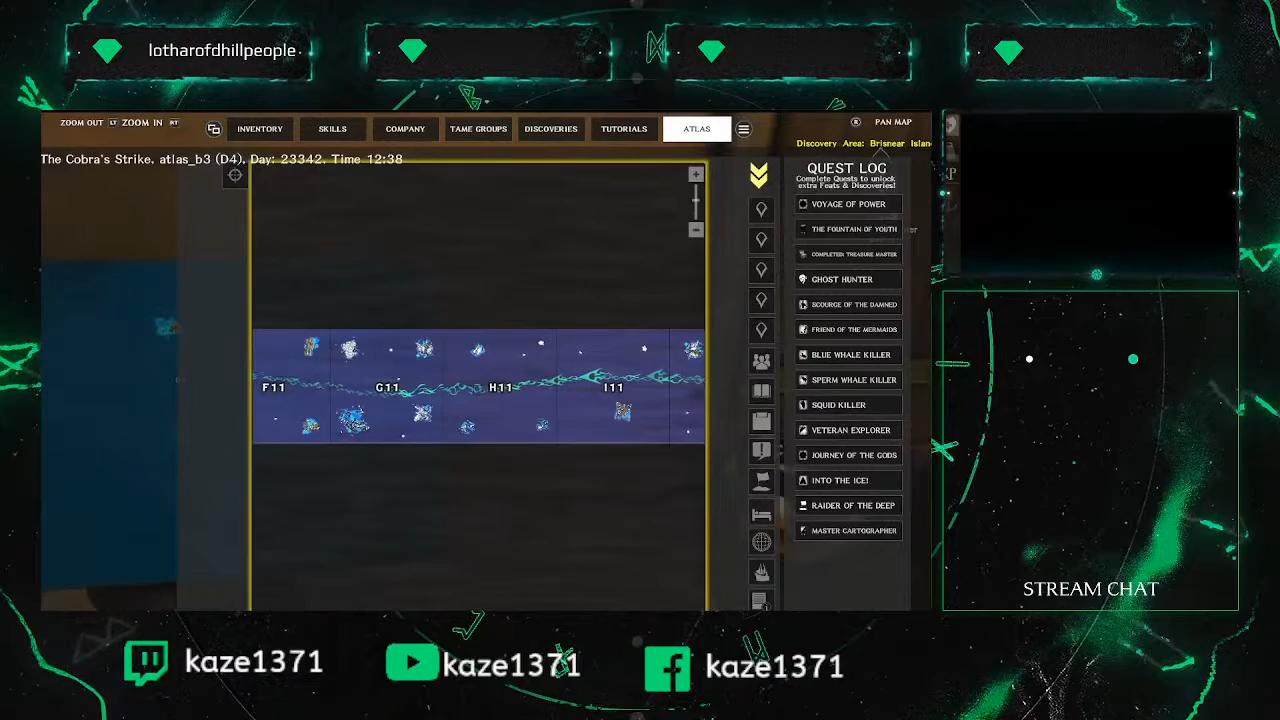 lotharofdhillpeople
ZOOM OUT LT ZOOM IN RT
INVENTORY
SKILLS
COMPANY
TAME GROUPS
DISCOVERIES
TUTORIALS
ATLAS
R PAN MAP
Discovery Area: Brisnear Islan
The Cobra's Strike, atlas_b3 (D4), Day: 23342, Time 12:38
QUEST LOG
Complete Quests to unlock
extra Feats & Discoveries!
VOYAGE OF POWER
THE FOUNTAIN OF YOUTH
COMPLETED: TREASURE MASTER
GHOST HUNTER
SCOURGE OF THE DAMNED
FRIEND OF THE MERMAIDS
BLUE WHALE KILLER
SPERM WHALE KILLER
SQUID KILLER
VETERAN EXPLORER
JOURNEY OF THE GODS
INTO THE ICE!
RAIDER OF THE DEEP
MASTER CARTOGRAPHER
F11
G11
H11
I11
STREAM CHAT
kaze1371
kaze1371
kaze1371